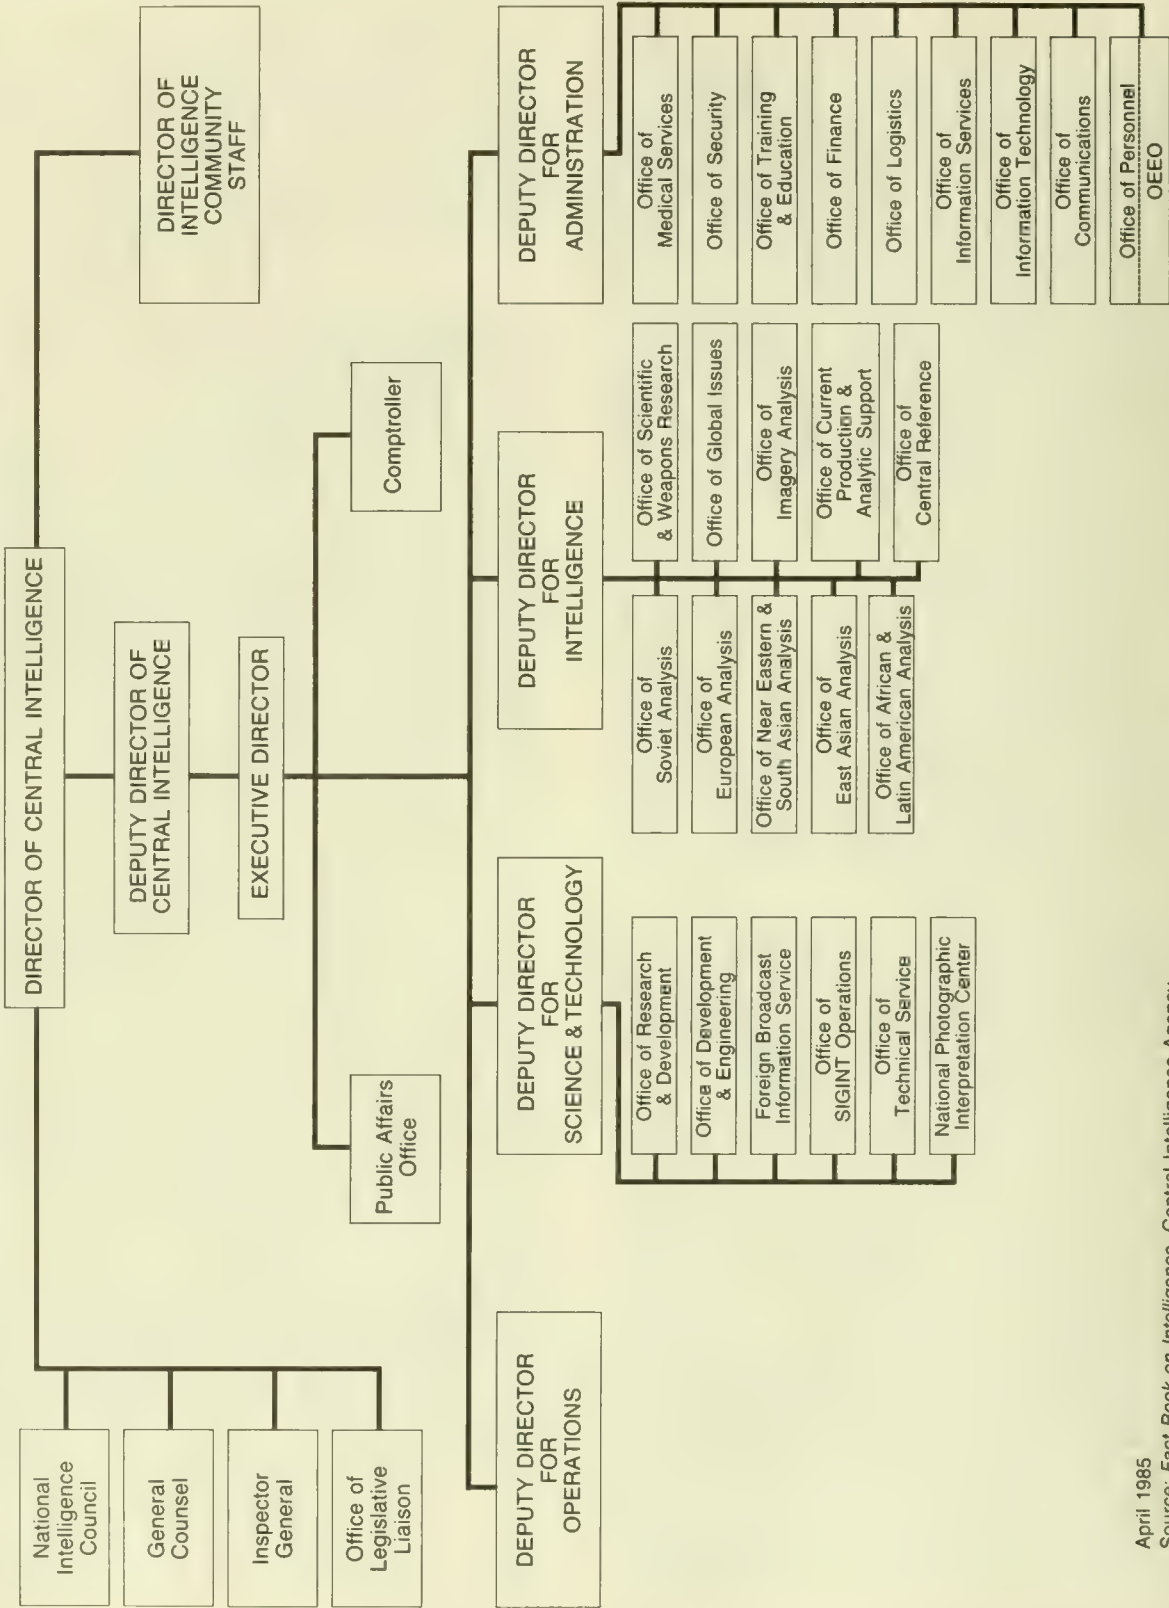 DIRECTOR OF CENTRAL INTELLIGENCE
National
Intelligence
Council
General
Counsel
Inspector
General
Office of
Legislative
Liaison
DEPUTY DIRECTOR OF
CENTRAL INTELLIGENCE
DIRECTOR OF
INTELLIGENCE
COMMUNITY
STAFF
EXECUTIVE DIRECTOR
Public Affairs
Office
Comptroller
DEPUTY DIRECTOR
FOR
OPERATIONS
DEPUTY DIRECTOR
FOR
SCIENCE & TECHNOLOGY
Office of Research
& Development
Office of Development
& Engineering
Foreign Broadcast
Information Service
Office of
SIGINT Operations
Office of
Technical Service
National Photographic
Interpretation Center
DEPUTY DIRECTOR
FOR
INTELLIGENCE
Office of
Soviet Analysis
Office of
European Analysis
Office of Near Eastern &
South Asian Analysis
Office of
East Asian Analysis
Office of African &
Latin American Analysis
Office of Scientific
& Weapons Research
Office of Global Issues
Office of
Imagery Analysis
Office of Current
Production &
Analytic Support
Office of
Central Reference
DEPUTY DIRECTOR
FOR
ADMINISTRATION
Office of
Medical Services
Office of Security
Office of Training
& Education
Office of Finance
Office of Logistics
Office of
Information Services
Office of
Information Technology
Office of
Communications
Office of Personnel
OEEO
April 1985
Source: Fact Book on Intelligence, Central Intelligence Agency